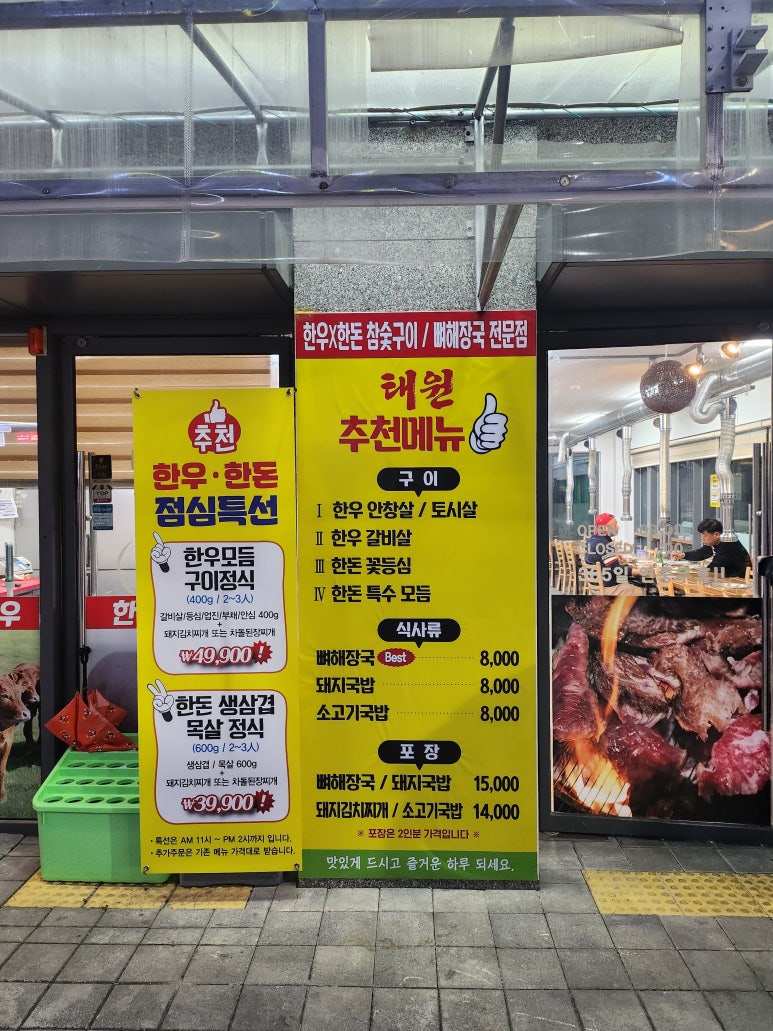 추천
한우·한돈
점심특선
한우모듬
구이정식
(400g / 2~3人)
갈비살/등심/업진/부채/안심 400g
+
돼지김치찌개 또는 차돌된장찌개
₩49,900!
한돈 생삼겹
목살 정식
(600g / 2~3人)
생삼겹 / 목살 600g
+
돼지김치찌개 또는 차돌된장찌개
₩39,900!
· 특선은 AM 11시 ~ PM 2시까지 입니다.
· 추가주문은 기존 메뉴 가격대로 받습니다.
한우X한돈 참숯구이 / 뼈해장국 전문점
태원
추천메뉴
구 이
Ⅰ 한우 안창살 / 토시살
Ⅱ 한우 갈비살
Ⅲ 한돈 꽃등심
Ⅳ 한돈 특수 모듬
식사류
뼈해장국 Best 8,000
돼지국밥 8,000
소고기국밥 8,000
포 장
뼈해장국 / 돼지국밥 15,000
돼지김치찌개 / 소고기국밥 14,000
※ 포장은 2인분 가격입니다 ※
맛있게 드시고 즐거운 하루 되세요.
우
한
CLOSED